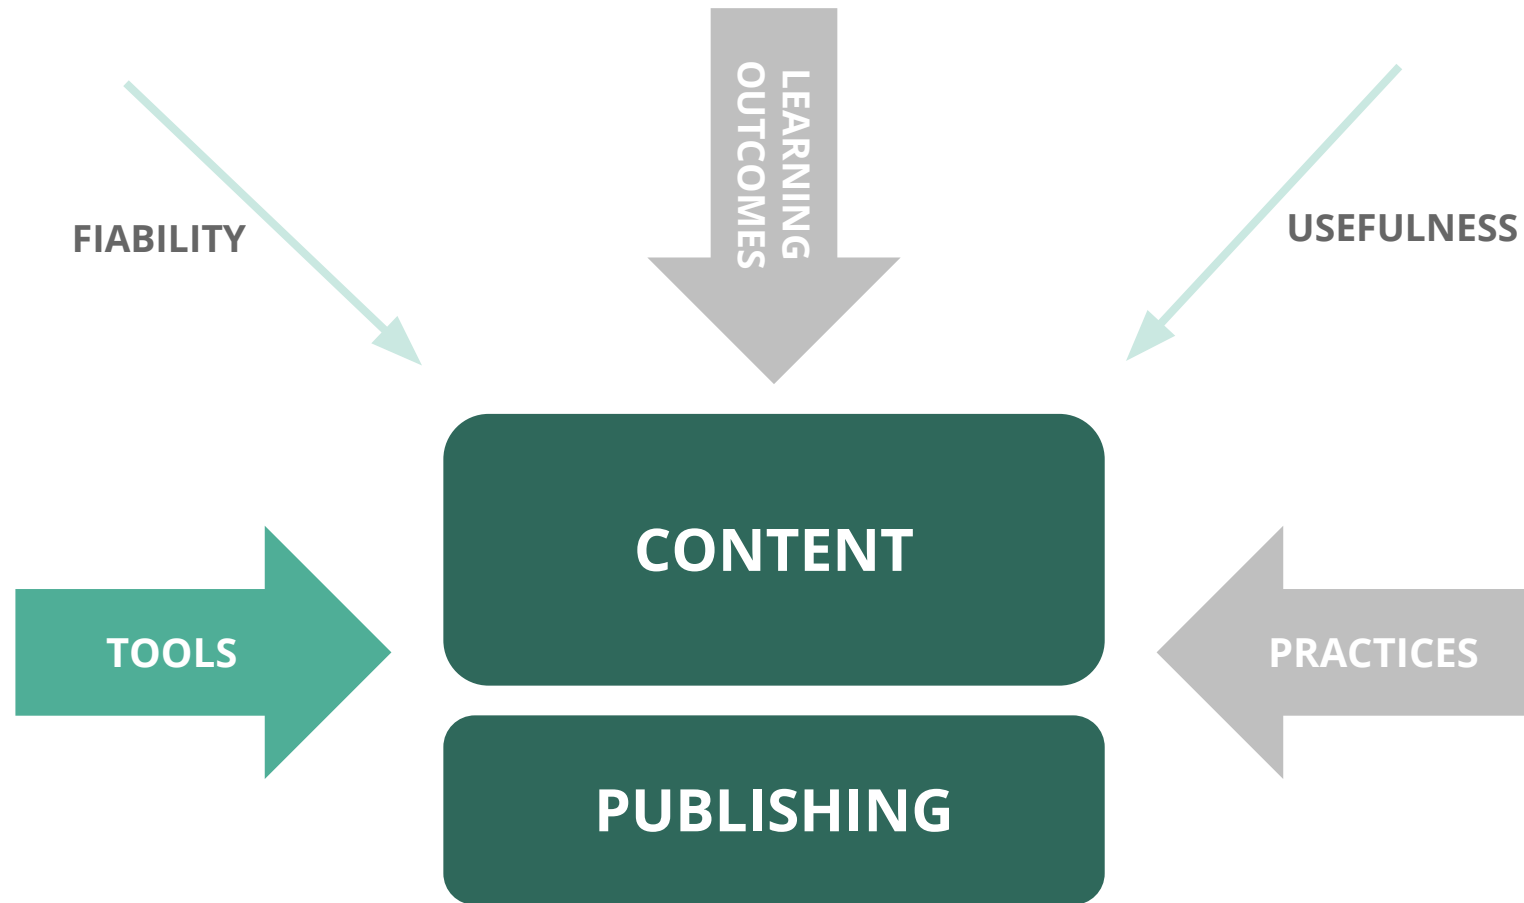 LEARNING
OUTCOMES
FIABILITY
USEFULNESS
CONTENT
TOOLS
PRACTICES
PUBLISHING